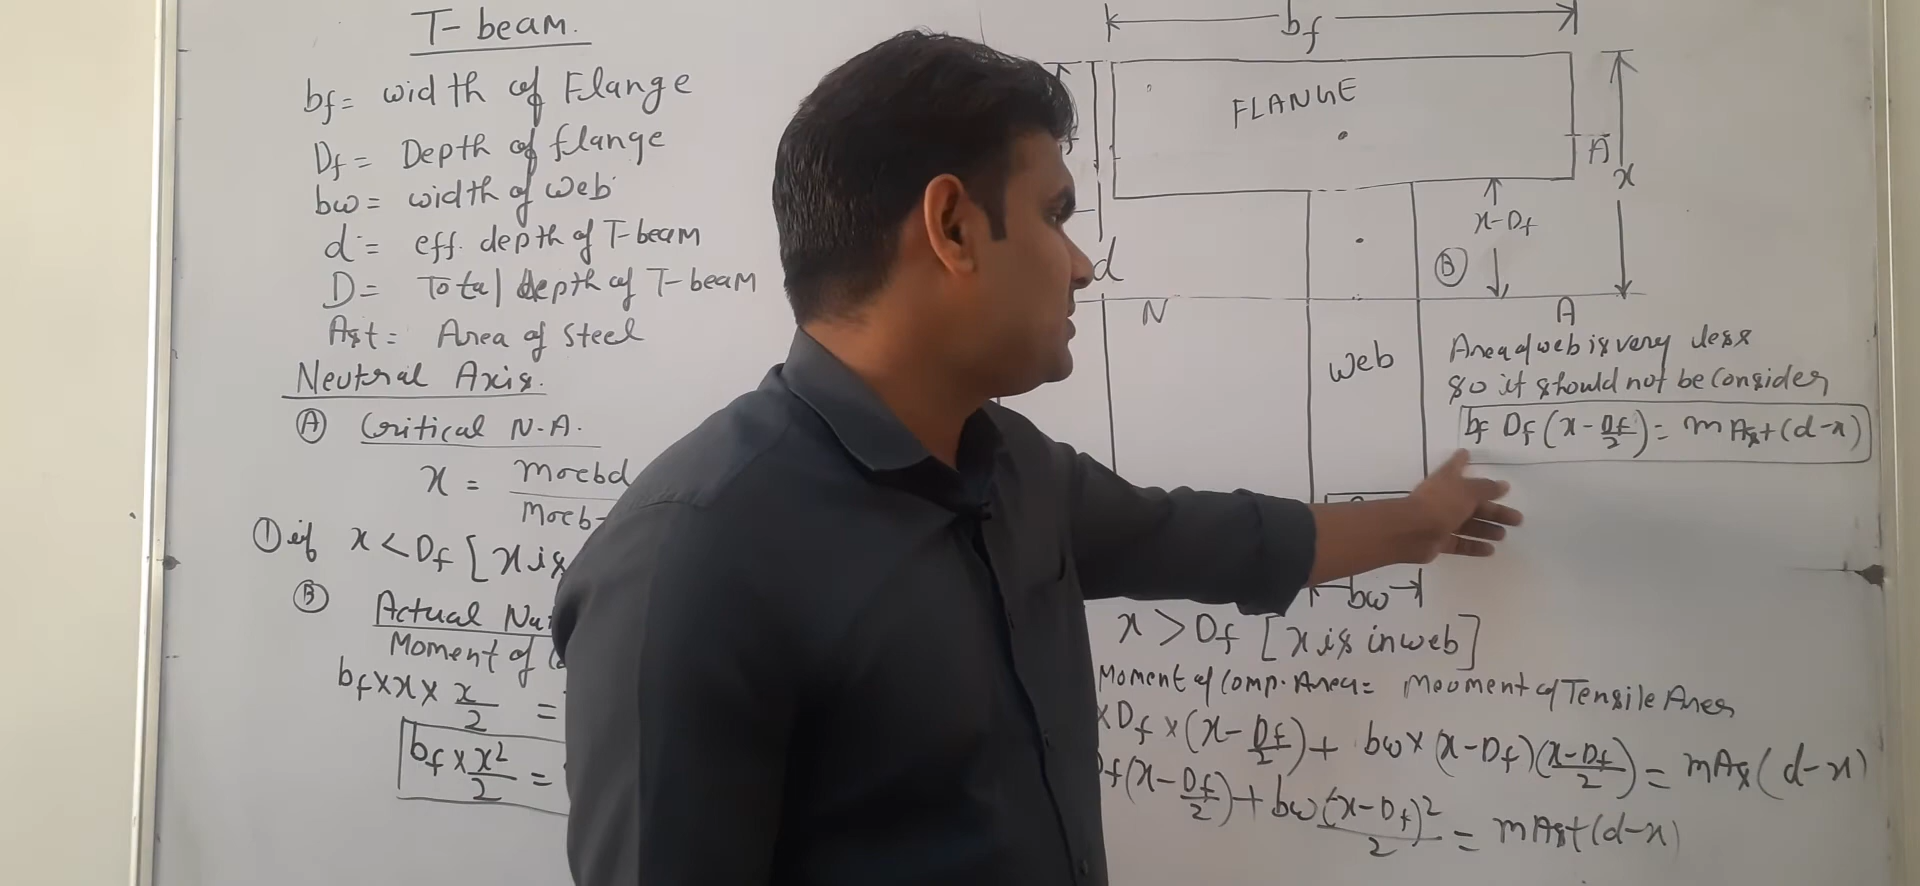 T-beam.
bf = width of Flange
Df = Depth of flange
bw = width of web
d = eff. depth of T-beam
D = Total depth of T-beam
Ast = Area of steel
Neutral Axis.
Ⓐ Critical N.A.
x = mσcbd
mσcb
① if x < Df [x is
Ⓑ Actual
Moment of
bf × x × x/2 =
bf × x²/2 =
bf
FLANGE
A
x
x-Df
Ⓑ
d
N
A
Web
Area of web is very less
so it should not be consider
bf Df (x - Df/2) = m Ast (d-x)
bw
x > Df [x is in web]
Moment of Comp. Area = Mooment of Tensile Area
× Df × (x - Df/2) + bw × (x-Df) (x-Df/2) = mAs (d-x)
f (x - Df/2) + bw (x-Df)²/2 = mAst (d-x)